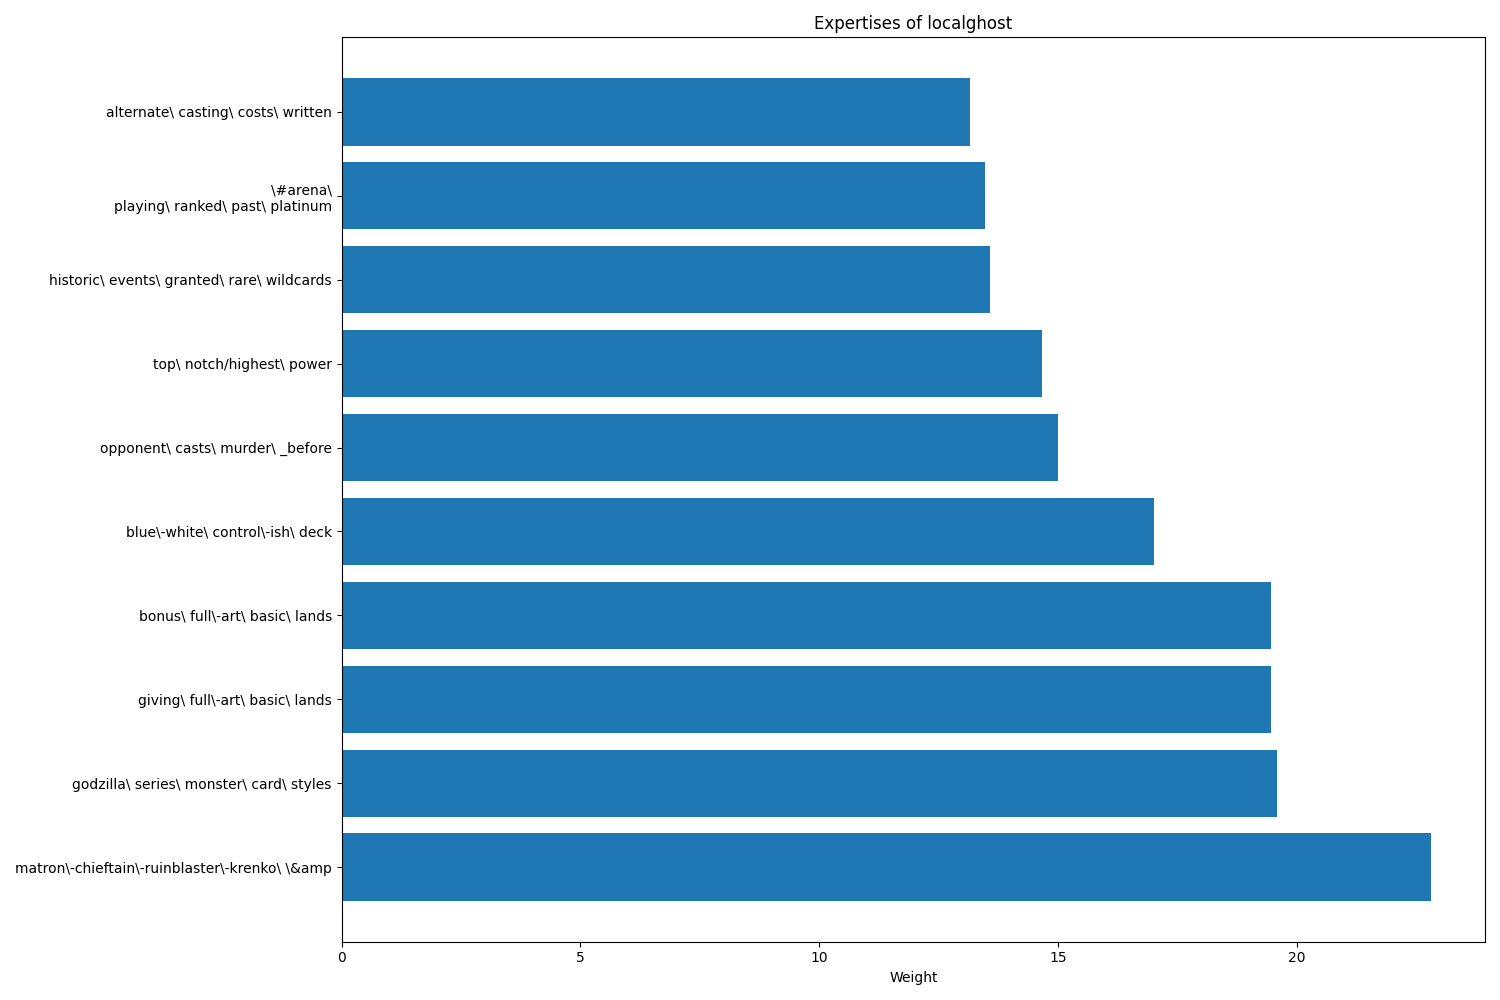 Expertises of localghost
alternate\ casting\ costs\ written
\#arena\
playing\ ranked\ past\ platinum
historic\ events\ granted\ rare\ wildcards
top\ notch/highest\ power
opponent\ casts\ murder\ _before
blue\-white\ control\-ish\ deck
bonus\ full\-art\ basic\ lands
giving\ full\-art\ basic\ lands
godzilla\ series\ monster\ card\ styles
matron\-chieftain\-ruinblaster\-krenko\ \&amp
0 5 10 15 20
Weight